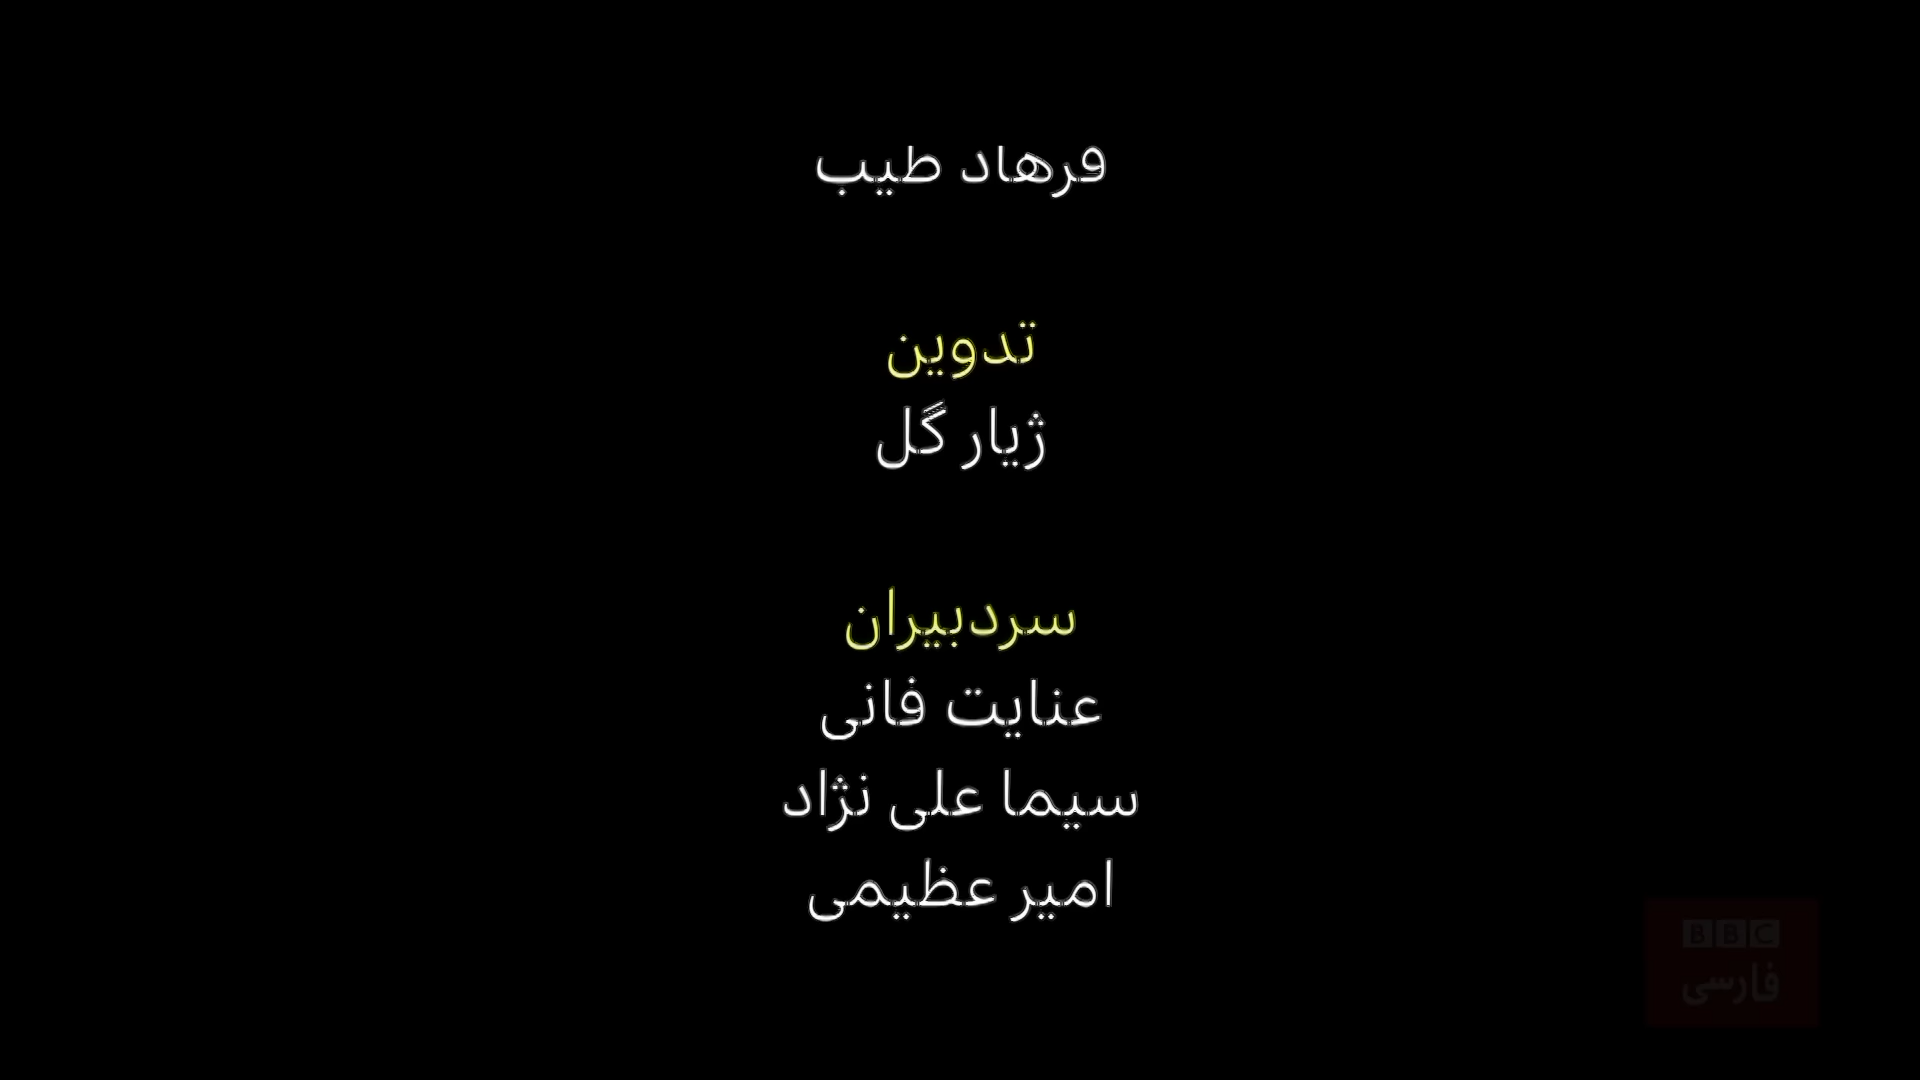 فرهاد طیب
تدوین
ژیار گل
سردبیران
عنایت فانی
سیما علی نژاد
امیر عظیمی
BBC
فارسی